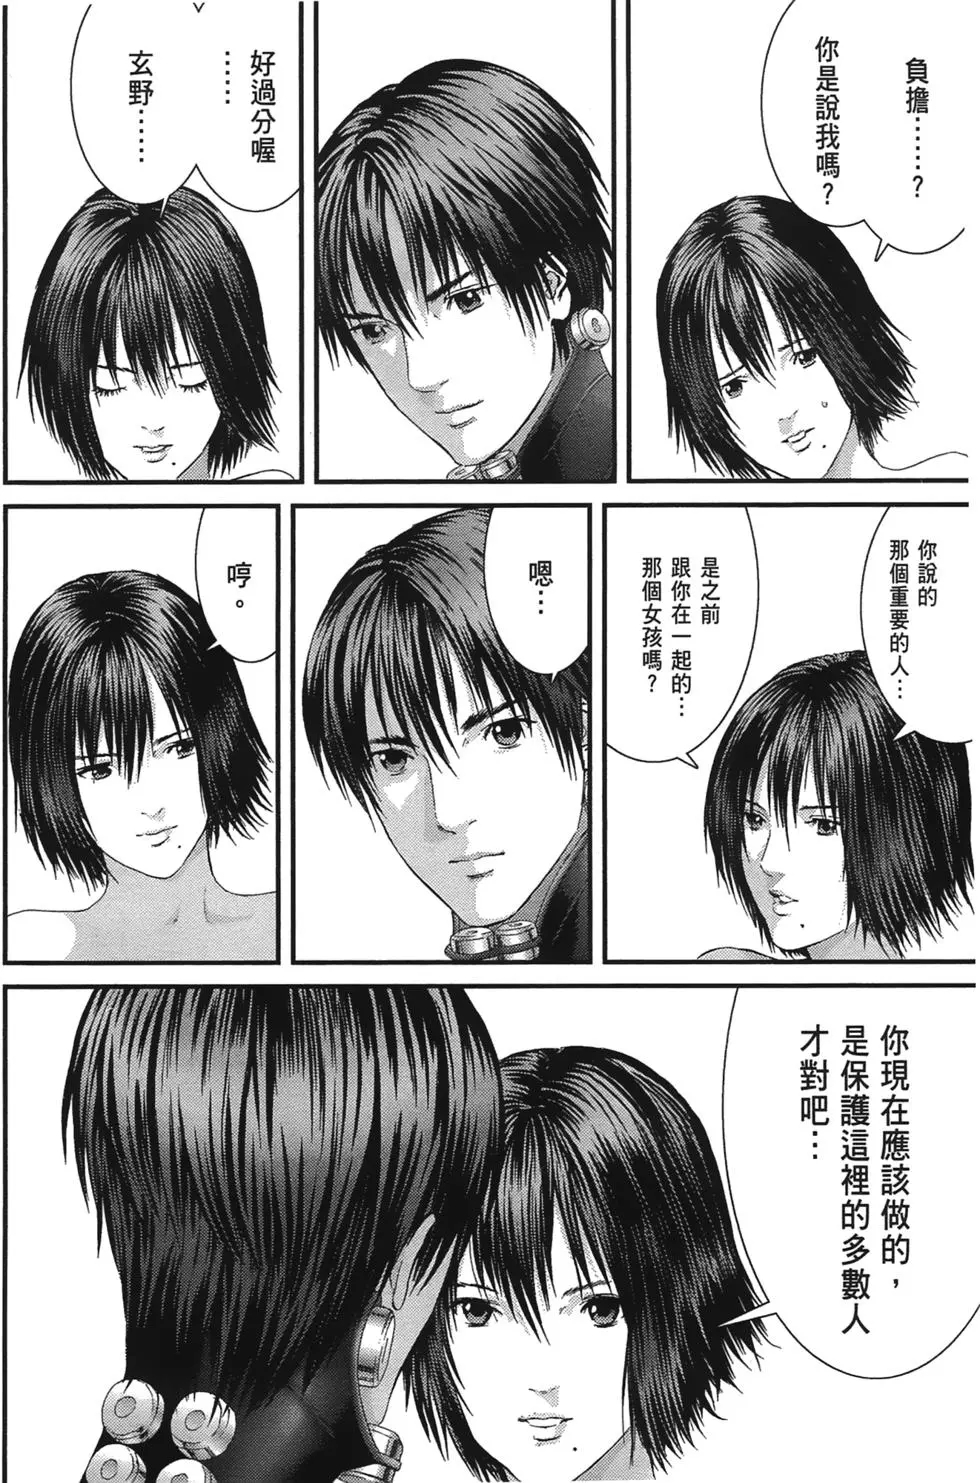 負擔……？
你是說我嗎？
好過分喔
……
玄野……
你說的
那個重要的人…
是之前
跟你在一起的…
那個女孩嗎？
嗯…
哼。
你現在應該做的，
是保護這裡的多數人
才對吧…